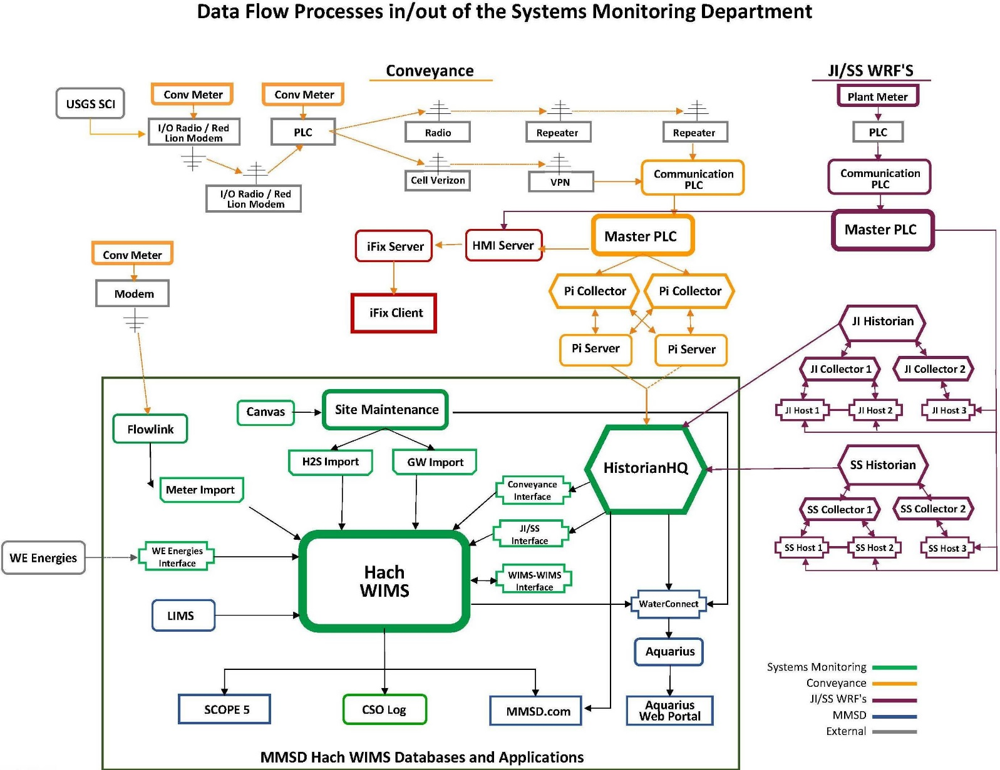 Data Flow Processes in/out of the Systems Monitoring Department
Conveyance
JI/SS WRF'S
USGS SCI
Conv Meter
Conv Meter
Plant Meter
I/O Radio / Red
Lion Modem
PLC
Radio
Repeater
Repeater
PLC
I/O Radio / Red
Lion Modem
Cell Verizon
VPN
Communication
PLC
Communication
PLC
Conv Meter
Modem
iFix Server
HMI Server
Master PLC
Master PLC
iFix Client
Pi Collector
Pi Collector
Pi Server
Pi Server
JI Historian
JI Collector 1
JI Collector 2
JI Host 1
JI Host 2
JI Host 3
Canvas
Site Maintenance
Flowlink
H2S Import
GW Import
HistorianHQ
SS Historian
Meter Import
Conveyance
Interface
SS Collector 1
SS Collector 2
JI/SS
Interface
SS Host 1
SS Host 2
SS Host 3
WE Energies
WE Energies
Interface
Hach
WIMS
WIMS-WIMS
Interface
LIMS
WaterConnect
Aquarius
SCOPE 5
CSO Log
MMSD.com
Aquarius
Web Portal
Systems Monitoring
Conveyance
JI/SS WRF's
MMSD
External
MMSD Hach WIMS Databases and Applications